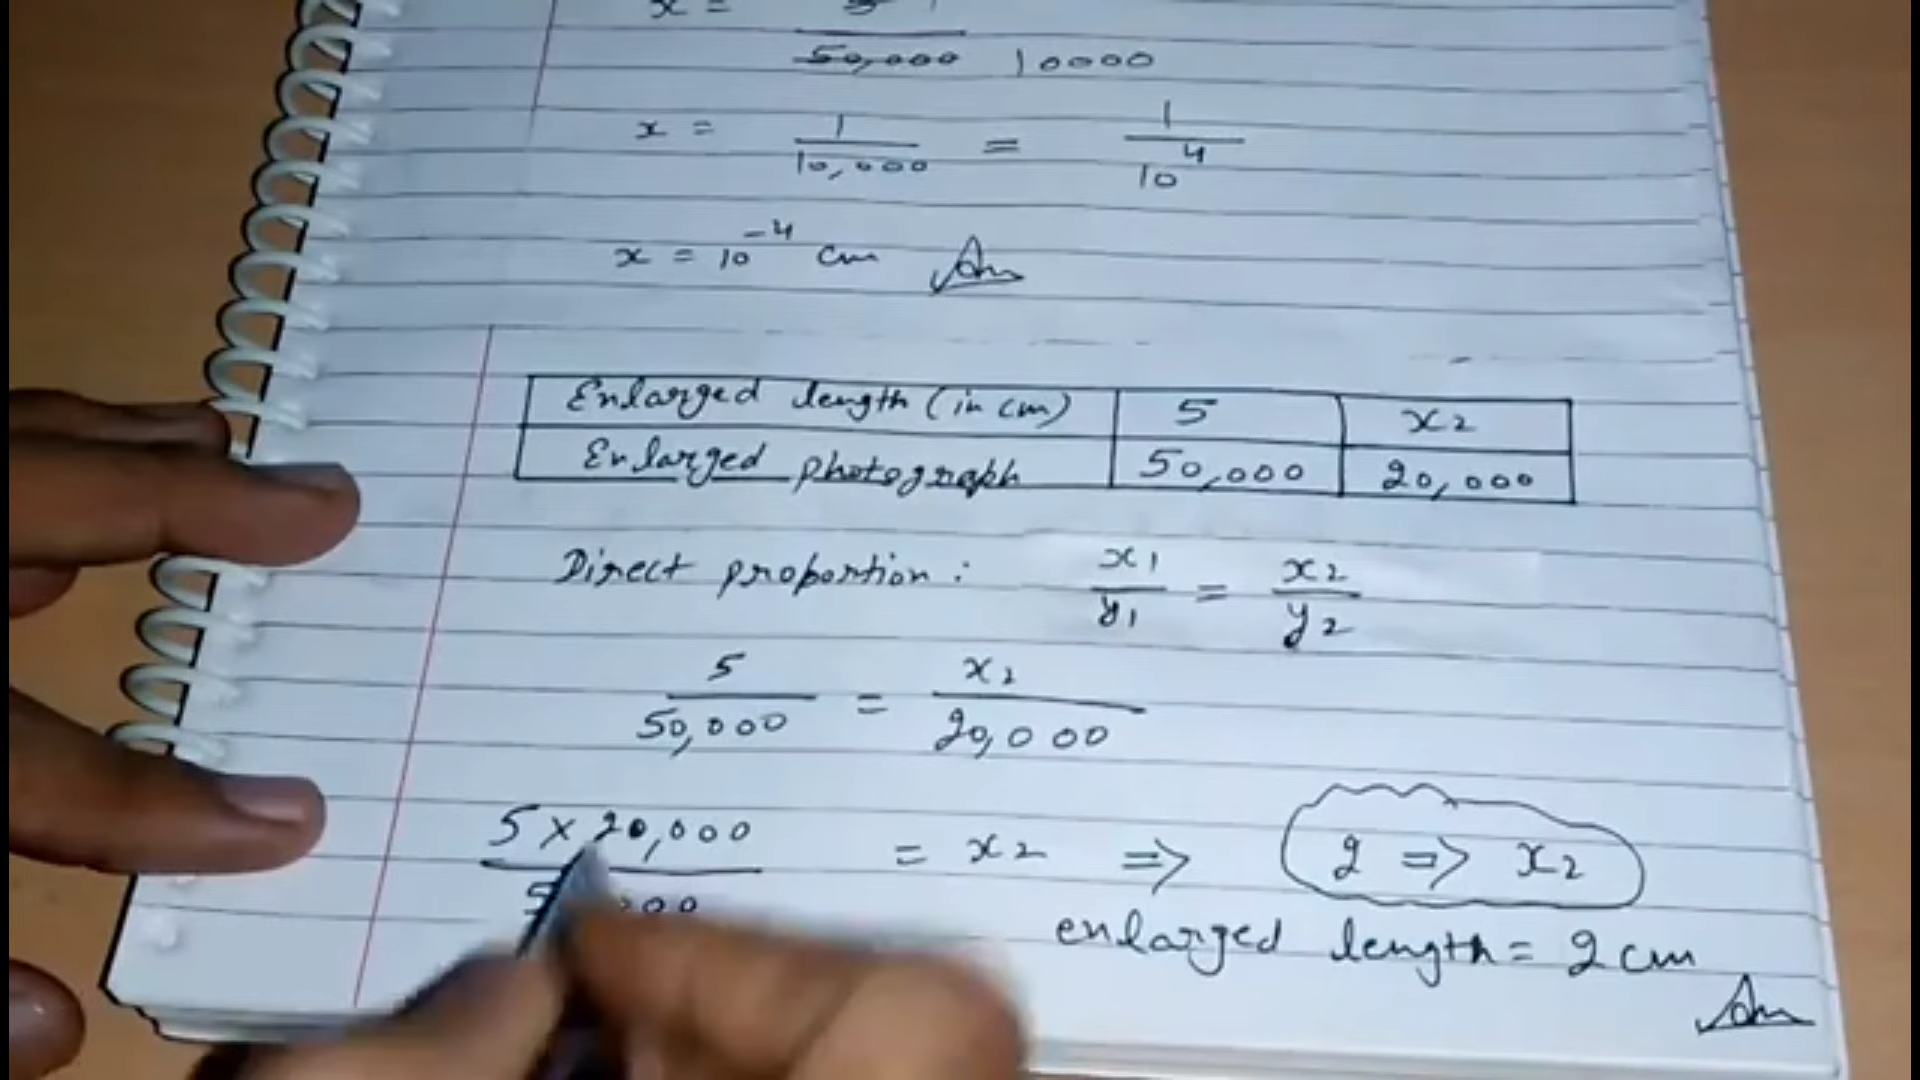 x =
50,000 10000
x = 1/10,000 = 1/10^4
x = 10^-4 cm Ans
Enlarged length (in cm) 5 x2
Enlarged photograph 50,000 20,000
Direct proportion : x1/y1 = x2/y2
5/50,000 = x2/20,000
5 × 20,000 = x2 => 2 => x2
enlarged length = 2 cm
Ans